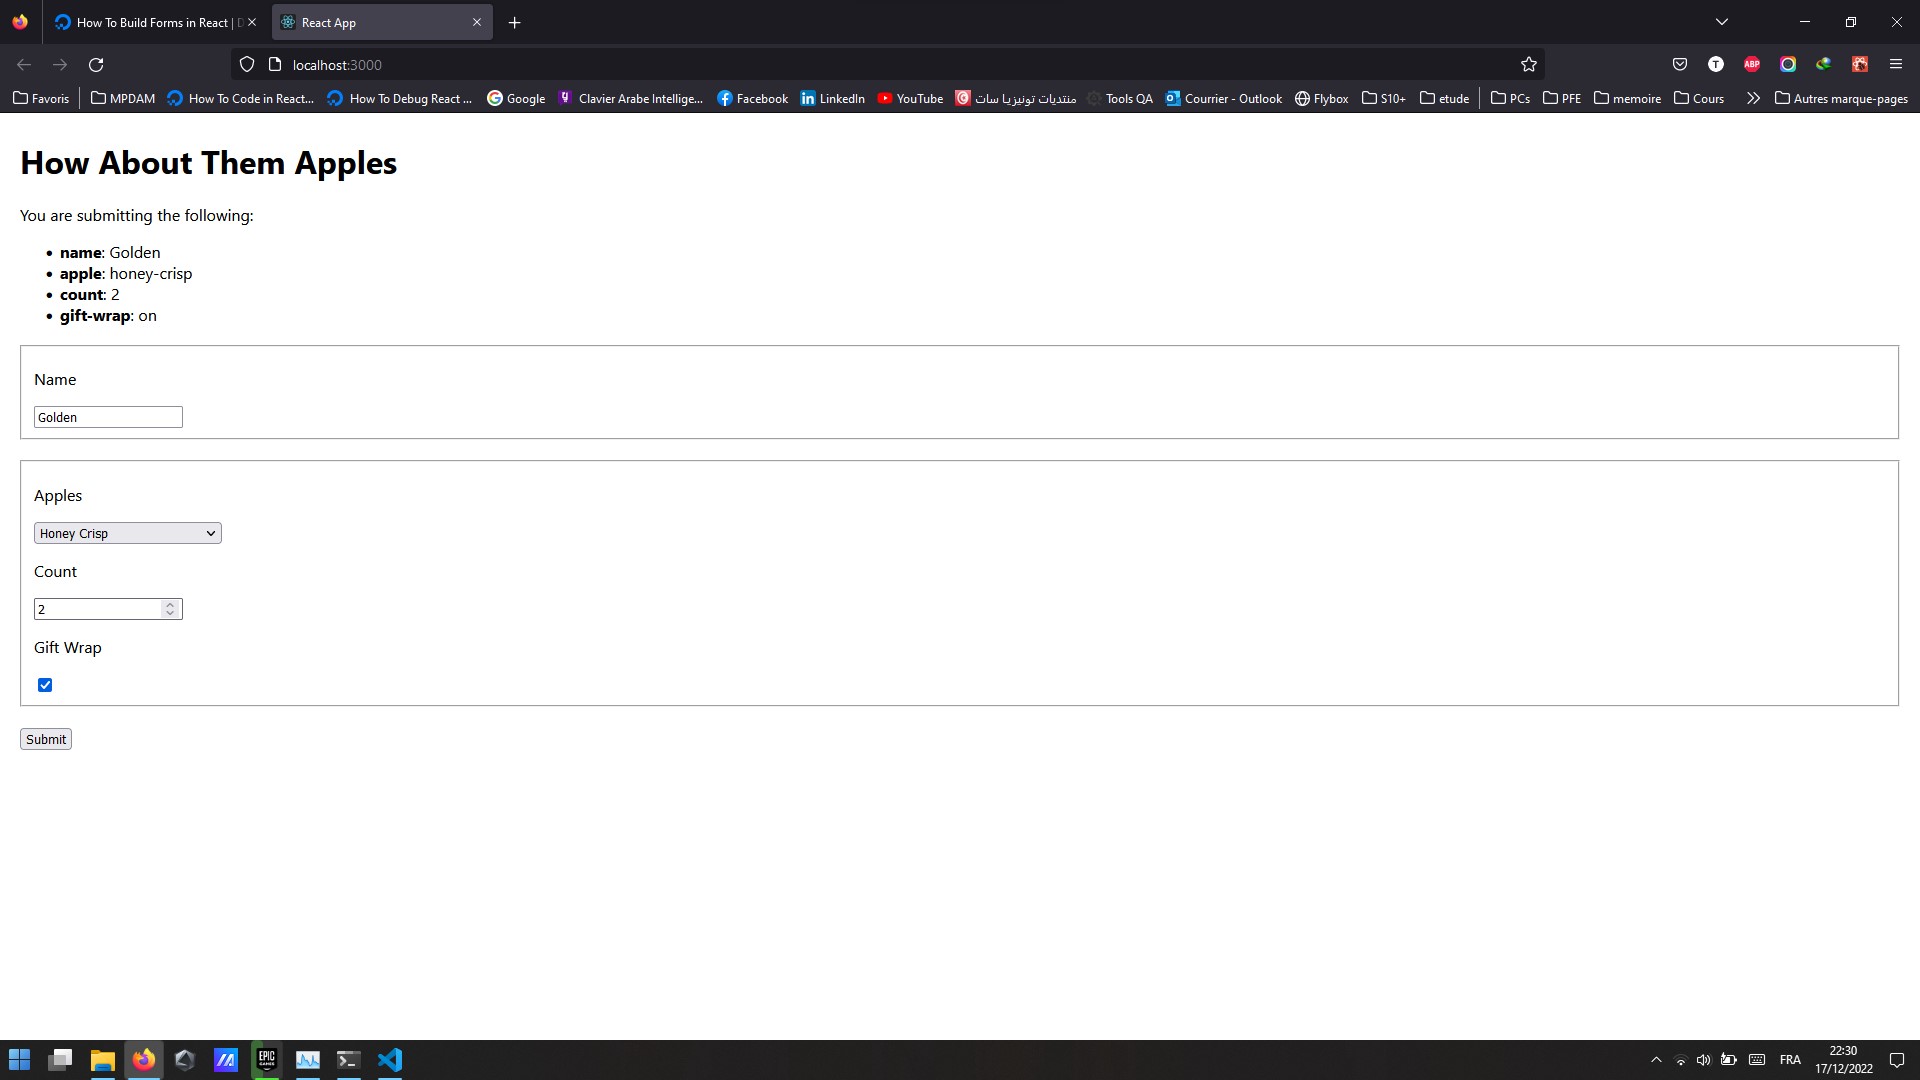 How To Build Forms in React | D
React App
localhost:3000
Favoris MPDAM How To Code in React... How To Debug React ... Google Clavier Arabe Intellige... Facebook LinkedIn YouTube منتديات تونيزيا سات Tools QA Courrier - Outlook Flybox S10+ etude PCs PFE memoire Cours Autres marque-pages
T
ABP
How About Them Apples
You are submitting the following:
• name: Golden
• apple: honey-crisp
• count: 2
• gift-wrap: on
Name
Golden
Apples
Honey Crisp
Count
2
Gift Wrap
Submit
EPIC
GAMES
FRA
22:30
17/12/2022